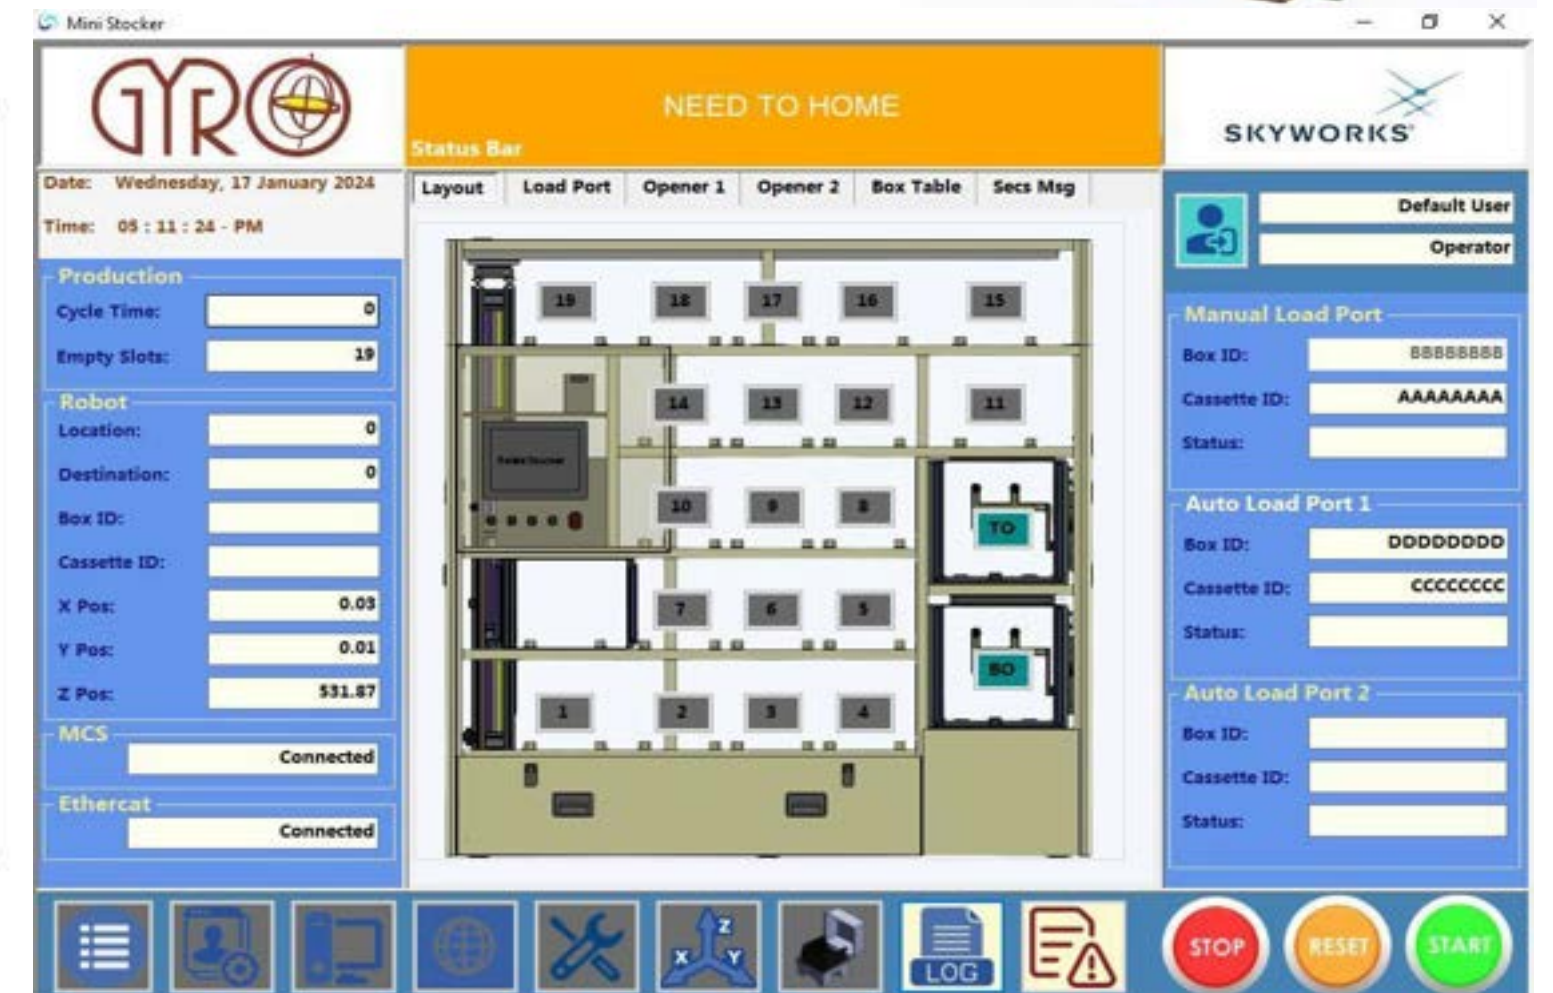 Mini Stocker
GYRO
NEED TO HOME
Status Bar
SKYWORKS
Date: Wednesday, 17 January 2024
Time: 05 : 11 : 24 - PM
Layout Load Port Opener 1 Opener 2 Box Table Secs Msg
Default User
Operator
Production
Cycle Time: 0
Empty Slots: 19
Robot
Location: 0
Destination: 0
Box ID:
Cassette ID:
X Pos: 0.03
Y Pos: 0.01
Z Pos: 531.87
MCS
Connected
Ethercat
Connected
19 18 17 16 15
14 13 12 11
10 9 8
TO
7 6 5
BO
1 2 3 4
Manual Load Port
Box ID: BBBBBBBB
Cassette ID: AAAAAAAA
Status:
Auto Load Port 1
Box ID: DDDDDDDD
Cassette ID: CCCCCCCC
Status:
Auto Load Port 2
Box ID:
Cassette ID:
Status:
X Z Y
LOG
STOP RESET START